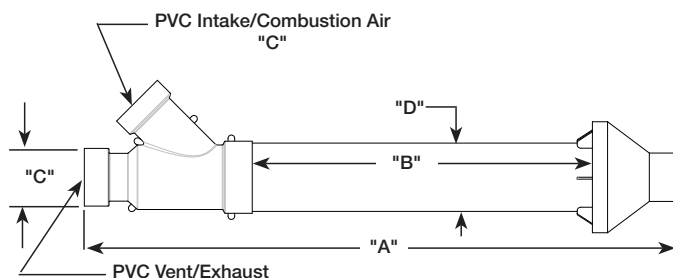 PVC Intake/Combustion Air
"C"
"D"
"B"
"C"
"A"
PVC Vent/Exhaust